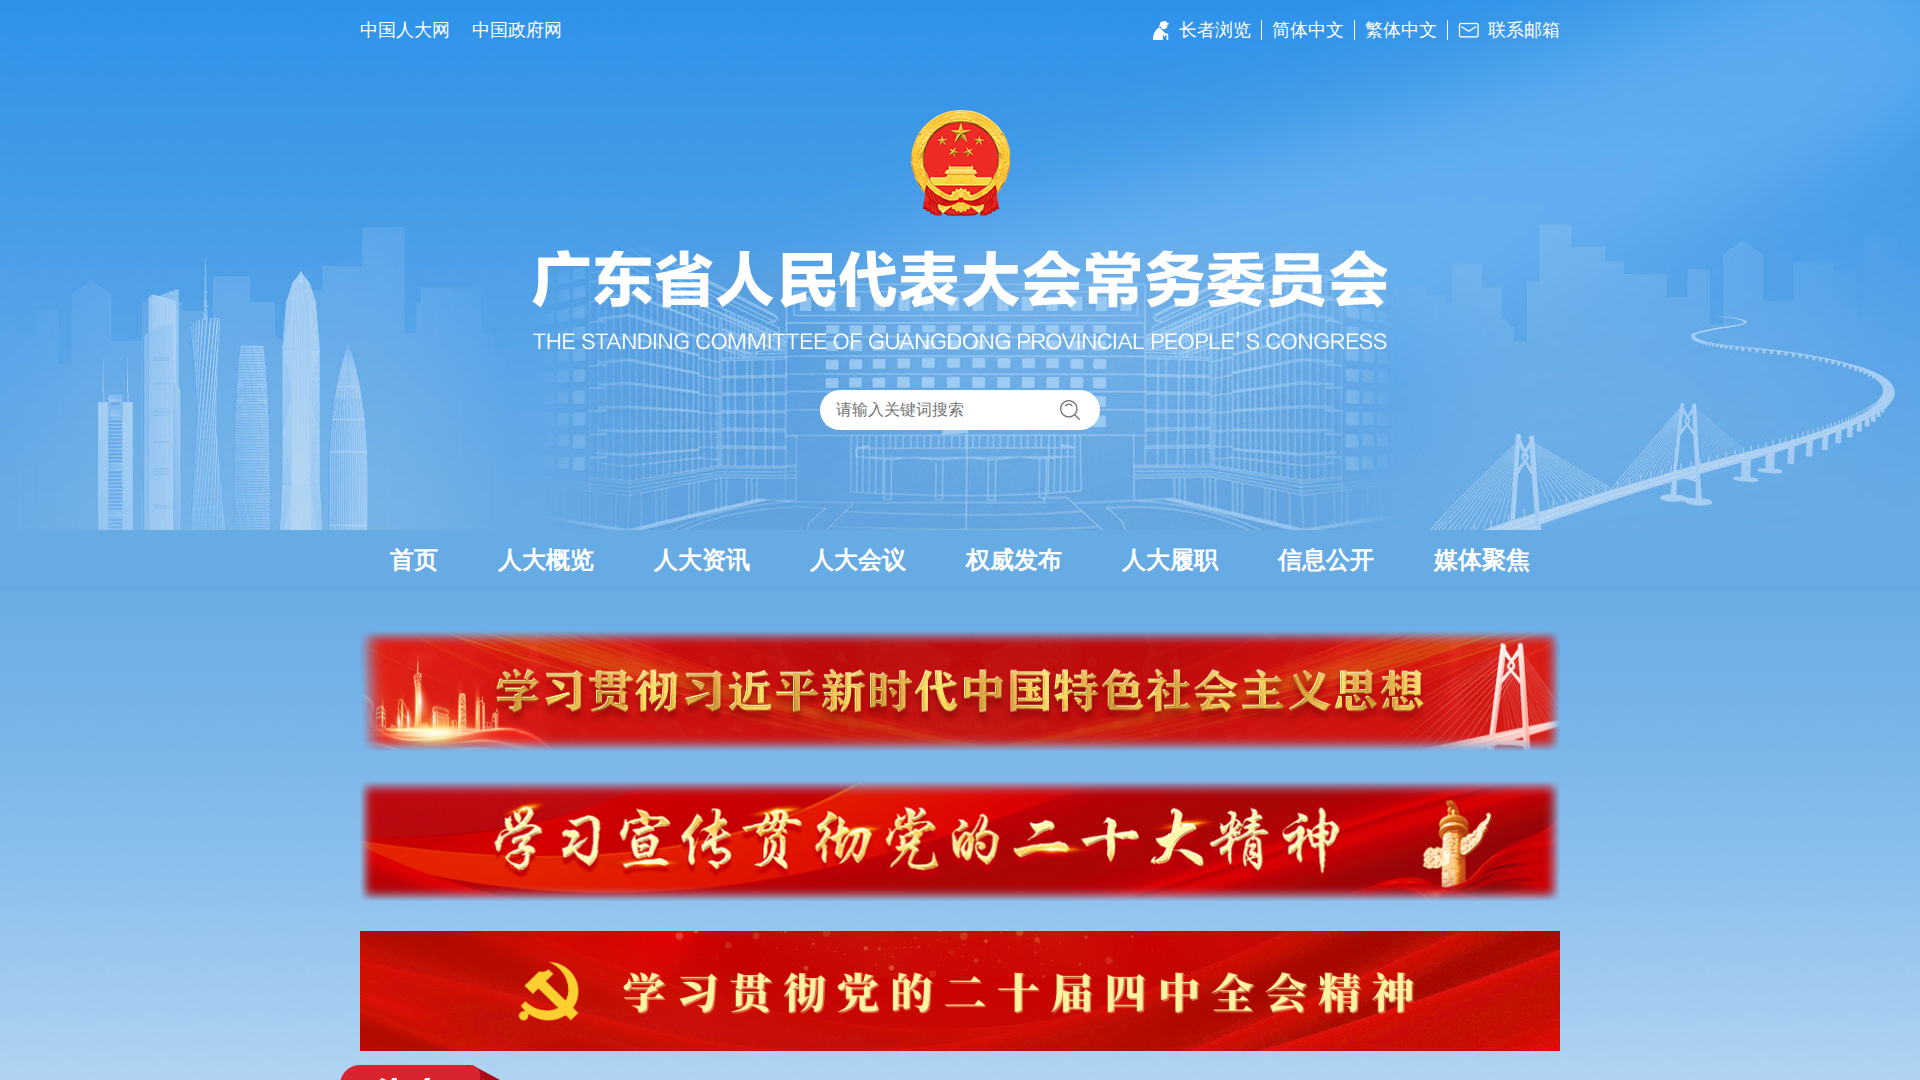 中国人大网 中国政府网 长者浏览 简体中文 繁体中文 联系邮箱
广东省人民代表大会常务委员会
THE STANDING COMMITTEE OF GUANGDONG PROVINCIAL PEOPLE'S CONGRESS
请输入关键词搜索
首页 人大概览 人大资讯 人大会议 权威发布 人大履职 信息公开 媒体聚焦
学习贯彻习近平新时代中国特色社会主义思想
学习宣传贯彻党的二十大精神
学习贯彻党的二十届四中全会精神